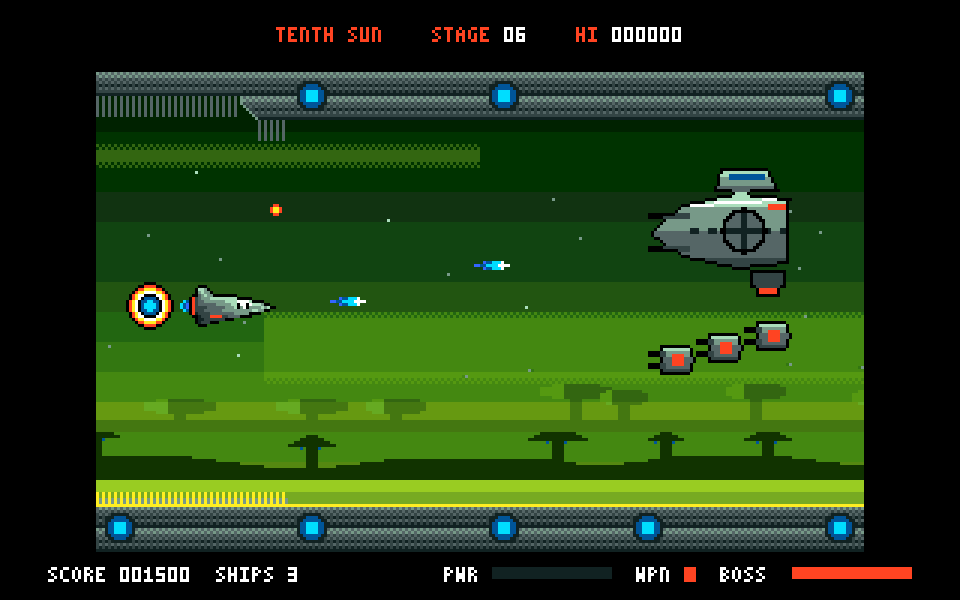 TENTH SUN STAGE 06 HI 000000
SCORE 001500 SHIPS 3 PWR WPN BOSS